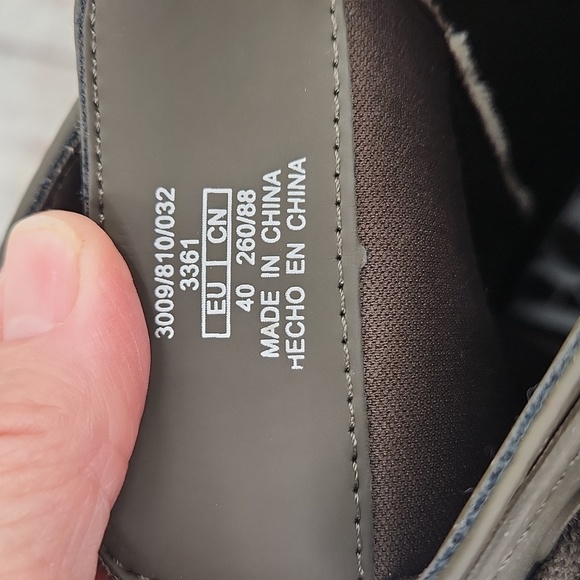 3009/810/032
3361
EU | CN
40 260/88
MADE IN CHINA
HECHO EN CHINA